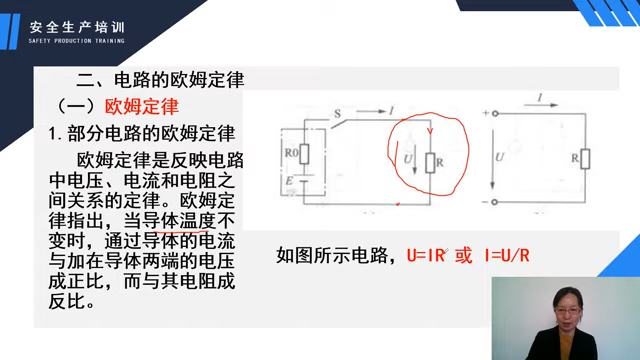 安全生产培训
SAFETY PRODUCTION TRAINING
二、电路的欧姆定律
（一）欧姆定律
1.部分电路的欧姆定律
欧姆定律是反映电路
中电压、电流和电阻之
间关系的定律。欧姆定
律指出，当导体温度不
变时，通过导体的电流
与加在导体两端的电压
成正比，而与其电阻成
反比。
S
I
R0
E
U
R
I
+
U
R
−
如图所示电路，U=IR 或 I=U/R